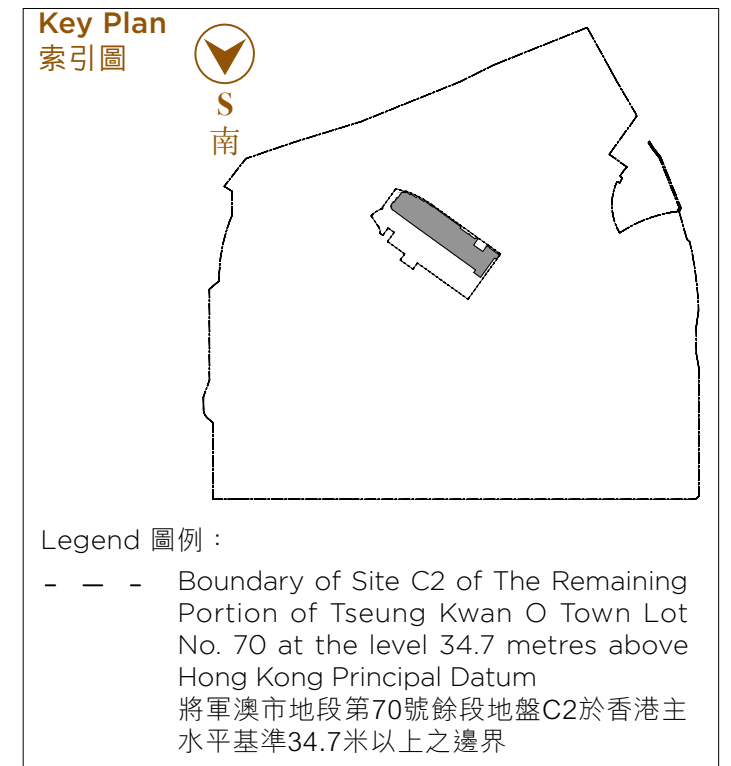 Key Plan
索引圖
S
南
Legend 圖例：
Boundary of Site C2 of The Remaining
Portion of Tseung Kwan O Town Lot
No. 70 at the level 34.7 metres above
Hong Kong Principal Datum
將軍澳市地段第70號餘段地盤C2於香港主
水平基準34.7米以上之邊界